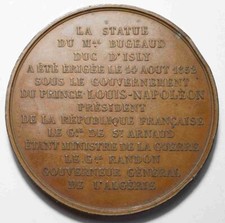 LA STATUE
DU Mᴬᴸ BUGEAUD
DUC D'ISLY
A ÉTÉ ÉRIGÉE LE 14 AOUT 1852
SOUS LE GOUVERNEMENT
DU PRINCE LOUIS-NAPOLÉON
PRÉSIDENT
DE LA RÉPUBLIQUE FRANÇAISE
LE Gᴬᴸ DE Sᵗ ARNAUD
ÉTANT MINISTRE DE LA GUERRE
LE Gᴬᴸ RANDON
GOUVERNEUR GÉNÉRAL
DE L'ALGÉRIE